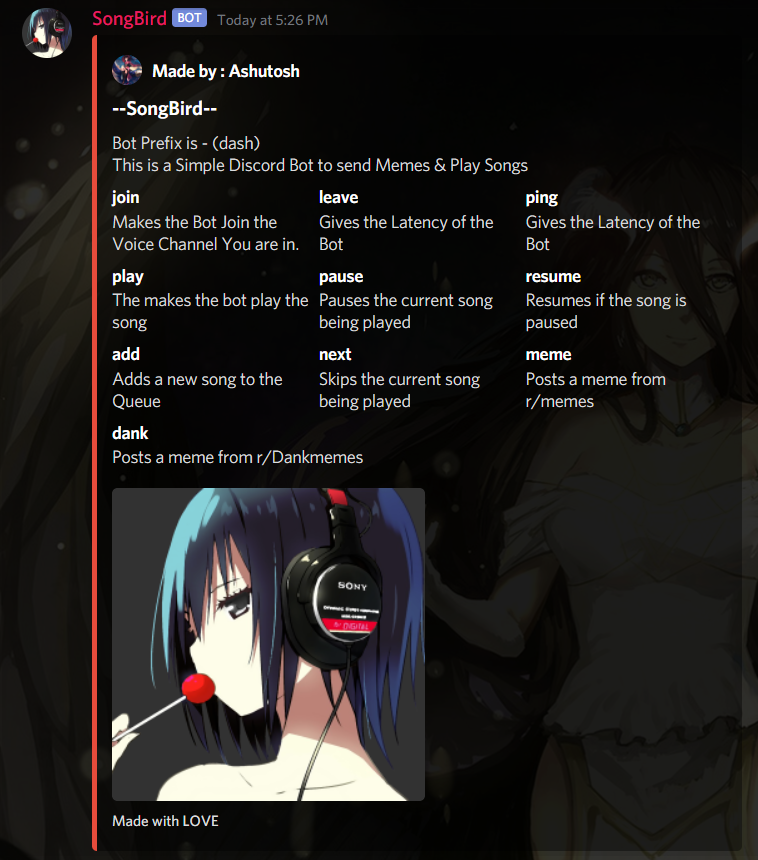 SongBird BOT Today at 5:26 PM
Made by : Ashutosh
--SongBird--
Bot Prefix is - (dash)
This is a Simple Discord Bot to send Memes & Play Songs
join
Makes the Bot Join the
Voice Channel You are in.
leave
Gives the Latency of the
Bot
ping
Gives the Latency of the
Bot
play
The makes the bot play the
song
pause
Pauses the current song
being played
resume
Resumes if the song is
paused
add
Adds a new song to the
Queue
next
Skips the current song
being played
meme
Posts a meme from
r/memes
dank
Posts a meme from r/Dankmemes
SONY
DIGITAL
Made with LOVE